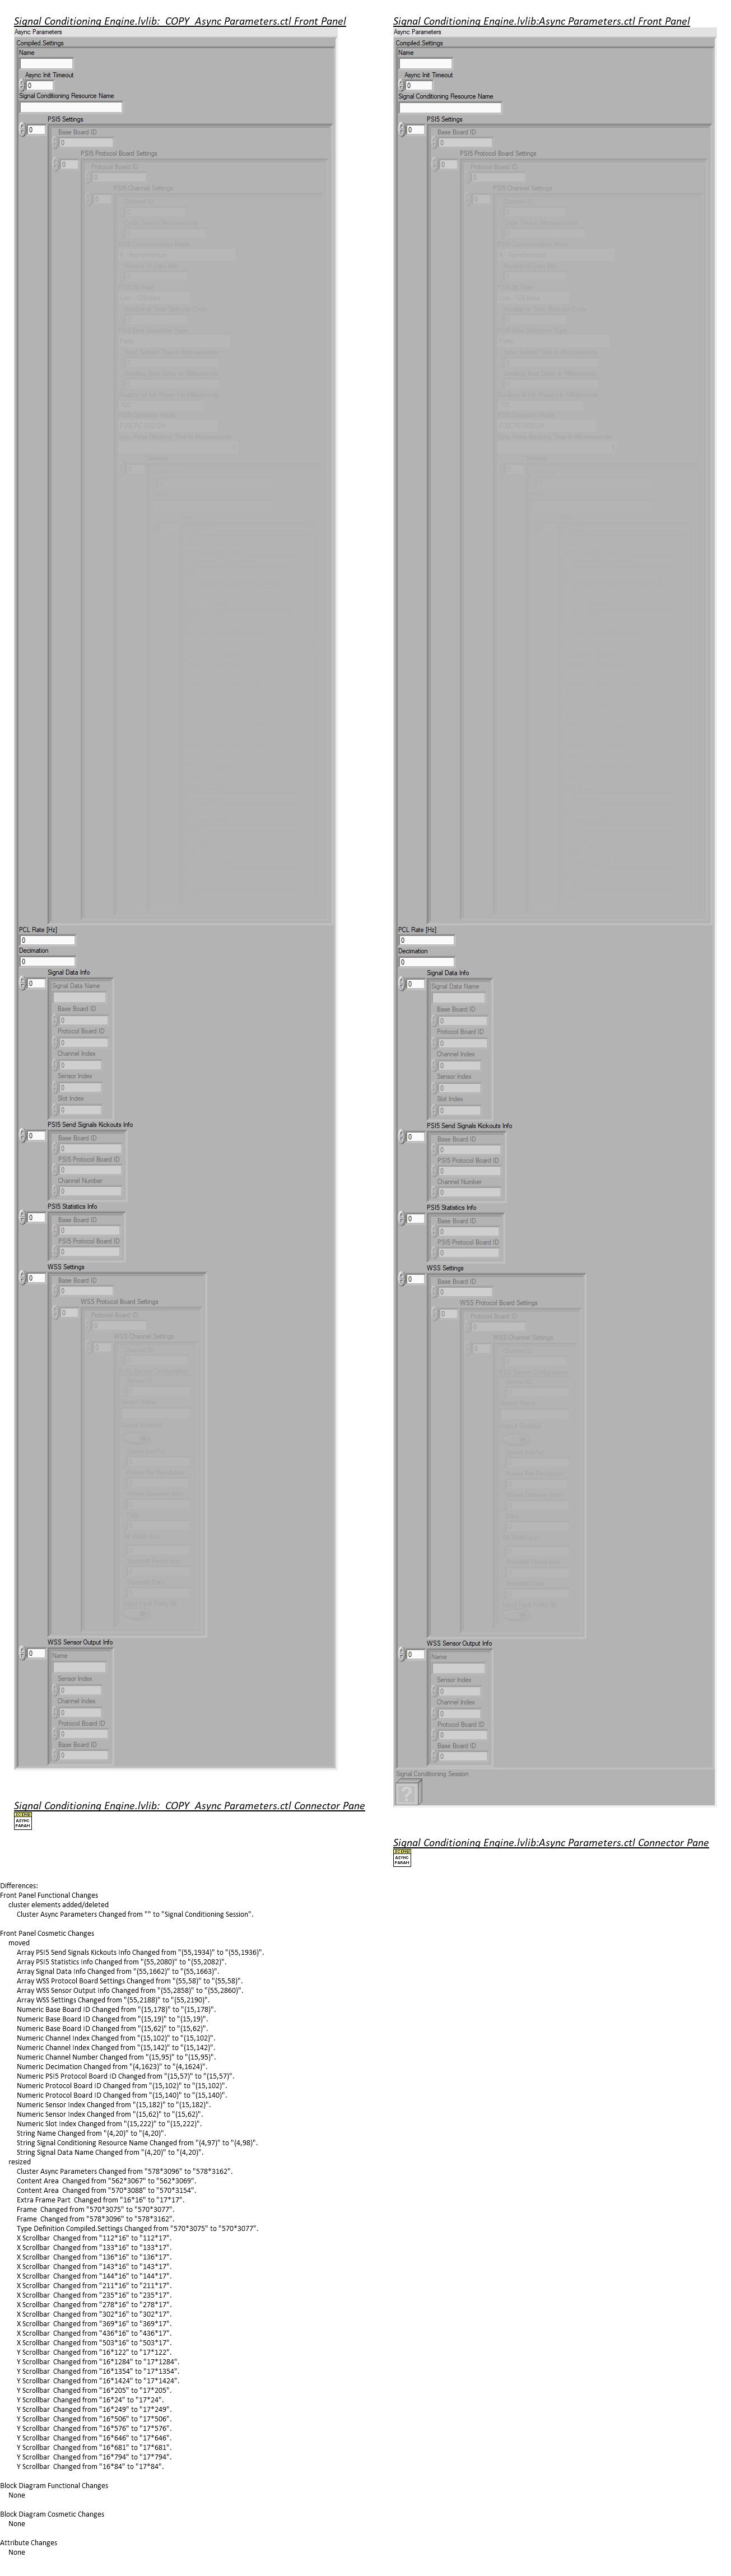 Signal Conditioning Engine.lvlib:_COPY_Async Parameters.ctl Front Panel
Async Parameters
Compiled.Settings
Name
Async Init Timeout
0
Signal Conditioning Resource Name
PSI5 Settings
0
Base Board ID
0
PSI5 Protocol Board Settings
0
Protocol Board ID
0
PSI5 Channel Settings
0
PCL Rate [Hz]
0
Decimation
0
Signal Data Info
0
Signal Data Name
Base Board ID
0
Protocol Board ID
0
Channel Index
0
Sensor Index
0
Slot Index
0
PSI5 Send Signals Kickouts Info
0
Base Board ID
0
PSI5 Protocol Board ID
0
Channel Number
0
PSI5 Statistics Info
0
Base Board ID
0
PSI5 Protocol Board ID
0
WSS Settings
0
Base Board ID
0
WSS Protocol Board Settings
0
Protocol Board ID
0
WSS Channel Settings
0
WSS Sensor Output Info
0
Name
Sensor Index
0
Channel Index
0
Protocol Board ID
0
Base Board ID
0
Signal Conditioning Engine.lvlib:_COPY_Async Parameters.ctl Connector Pane
ASYNC
PARAM
Signal Conditioning Engine.lvlib:Async Parameters.ctl Front Panel
Async Parameters
Compiled.Settings
Name
Async Init Timeout
0
Signal Conditioning Resource Name
PSI5 Settings
0
Base Board ID
0
PSI5 Protocol Board Settings
0
Protocol Board ID
0
PSI5 Channel Settings
0
PCL Rate [Hz]
0
Decimation
0
Signal Data Info
0
Signal Data Name
Base Board ID
0
Protocol Board ID
0
Channel Index
0
Sensor Index
0
Slot Index
0
PSI5 Send Signals Kickouts Info
0
Base Board ID
0
PSI5 Protocol Board ID
0
Channel Number
0
PSI5 Statistics Info
0
Base Board ID
0
PSI5 Protocol Board ID
0
WSS Settings
0
Base Board ID
0
WSS Protocol Board Settings
0
Protocol Board ID
0
WSS Channel Settings
0
WSS Sensor Output Info
0
Name
Sensor Index
0
Channel Index
0
Protocol Board ID
0
Base Board ID
0
Signal Conditioning Session
?
Signal Conditioning Engine.lvlib:Async Parameters.ctl Connector Pane
ASYNC
PARAM
Differences:
Front Panel Functional Changes
cluster elements added/deleted
Cluster Async Parameters Changed from "" to "Signal Conditioning Session".
Front Panel Cosmetic Changes
moved
Array PSI5 Send Signals Kickouts Info Changed from "(55,1934)" to "(55,1936)".
Array PSI5 Statistics Info Changed from "(55,2080)" to "(55,2082)".
Array Signal Data Info Changed from "(55,1662)" to "(55,1663)".
Array WSS Protocol Board Settings Changed from "(55,58)" to "(55,58)".
Array WSS Sensor Output Info Changed from "(55,2858)" to "(55,2860)".
Array WSS Settings Changed from "(55,2188)" to "(55,2190)".
Numeric Base Board ID Changed from "(15,178)" to "(15,178)".
Numeric Base Board ID Changed from "(15,19)" to "(15,19)".
Numeric Base Board ID Changed from "(15,62)" to "(15,62)".
Numeric Channel Index Changed from "(15,102)" to "(15,102)".
Numeric Channel Index Changed from "(15,142)" to "(15,142)".
Numeric Channel Number Changed from "(15,95)" to "(15,95)".
Numeric Decimation Changed from "(4,1623)" to "(4,1624)".
Numeric PSI5 Protocol Board ID Changed from "(15,57)" to "(15,57)".
Numeric Protocol Board ID Changed from "(15,102)" to "(15,102)".
Numeric Protocol Board ID Changed from "(15,140)" to "(15,140)".
Numeric Sensor Index Changed from "(15,182)" to "(15,182)".
Numeric Sensor Index Changed from "(15,62)" to "(15,62)".
Numeric Slot Index Changed from "(15,222)" to "(15,222)".
String Name Changed from "(4,20)" to "(4,20)".
String Signal Conditioning Resource Name Changed from "(4,97)" to "(4,98)".
String Signal Data Name Changed from "(4,20)" to "(4,20)".
resized
Cluster Async Parameters Changed from "578*3096" to "578*3162".
Content Area  Changed from "562*3067" to "562*3069".
Content Area  Changed from "570*3088" to "570*3154".
Extra Frame Part  Changed from "16*16" to "17*17".
Frame  Changed from "570*3075" to "570*3077".
Frame  Changed from "578*3096" to "578*3162".
Type Definition Compiled.Settings Changed from "570*3075" to "570*3077".
X Scrollbar  Changed from "112*16" to "112*17".
X Scrollbar  Changed from "133*16" to "133*17".
X Scrollbar  Changed from "136*16" to "136*17".
X Scrollbar  Changed from "143*16" to "143*17".
X Scrollbar  Changed from "144*16" to "144*17".
X Scrollbar  Changed from "211*16" to "211*17".
X Scrollbar  Changed from "235*16" to "235*17".
X Scrollbar  Changed from "278*16" to "278*17".
X Scrollbar  Changed from "302*16" to "302*17".
X Scrollbar  Changed from "369*16" to "369*17".
X Scrollbar  Changed from "436*16" to "436*17".
X Scrollbar  Changed from "503*16" to "503*17".
Y Scrollbar  Changed from "16*122" to "17*122".
Y Scrollbar  Changed from "16*1284" to "17*1284".
Y Scrollbar  Changed from "16*1354" to "17*1354".
Y Scrollbar  Changed from "16*1424" to "17*1424".
Y Scrollbar  Changed from "16*205" to "17*205".
Y Scrollbar  Changed from "16*24" to "17*24".
Y Scrollbar  Changed from "16*249" to "17*249".
Y Scrollbar  Changed from "16*506" to "17*506".
Y Scrollbar  Changed from "16*576" to "17*576".
Y Scrollbar  Changed from "16*646" to "17*646".
Y Scrollbar  Changed from "16*681" to "17*681".
Y Scrollbar  Changed from "16*794" to "17*794".
Y Scrollbar  Changed from "16*84" to "17*84".
Block Diagram Functional Changes
None
Block Diagram Cosmetic Changes
None
Attribute Changes
None